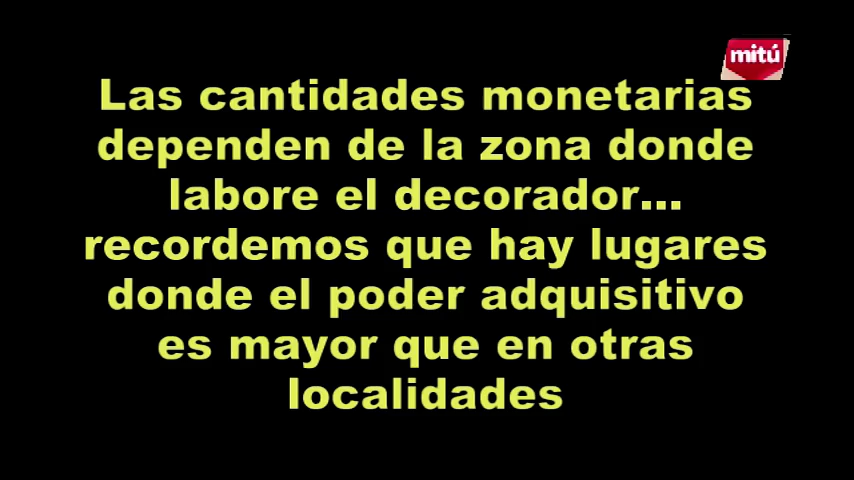 mitú
Las cantidades monetarias
dependen de la zona donde
labore el decorador...
recordemos que hay lugares
donde el poder adquisitivo
es mayor que en otras
localidades